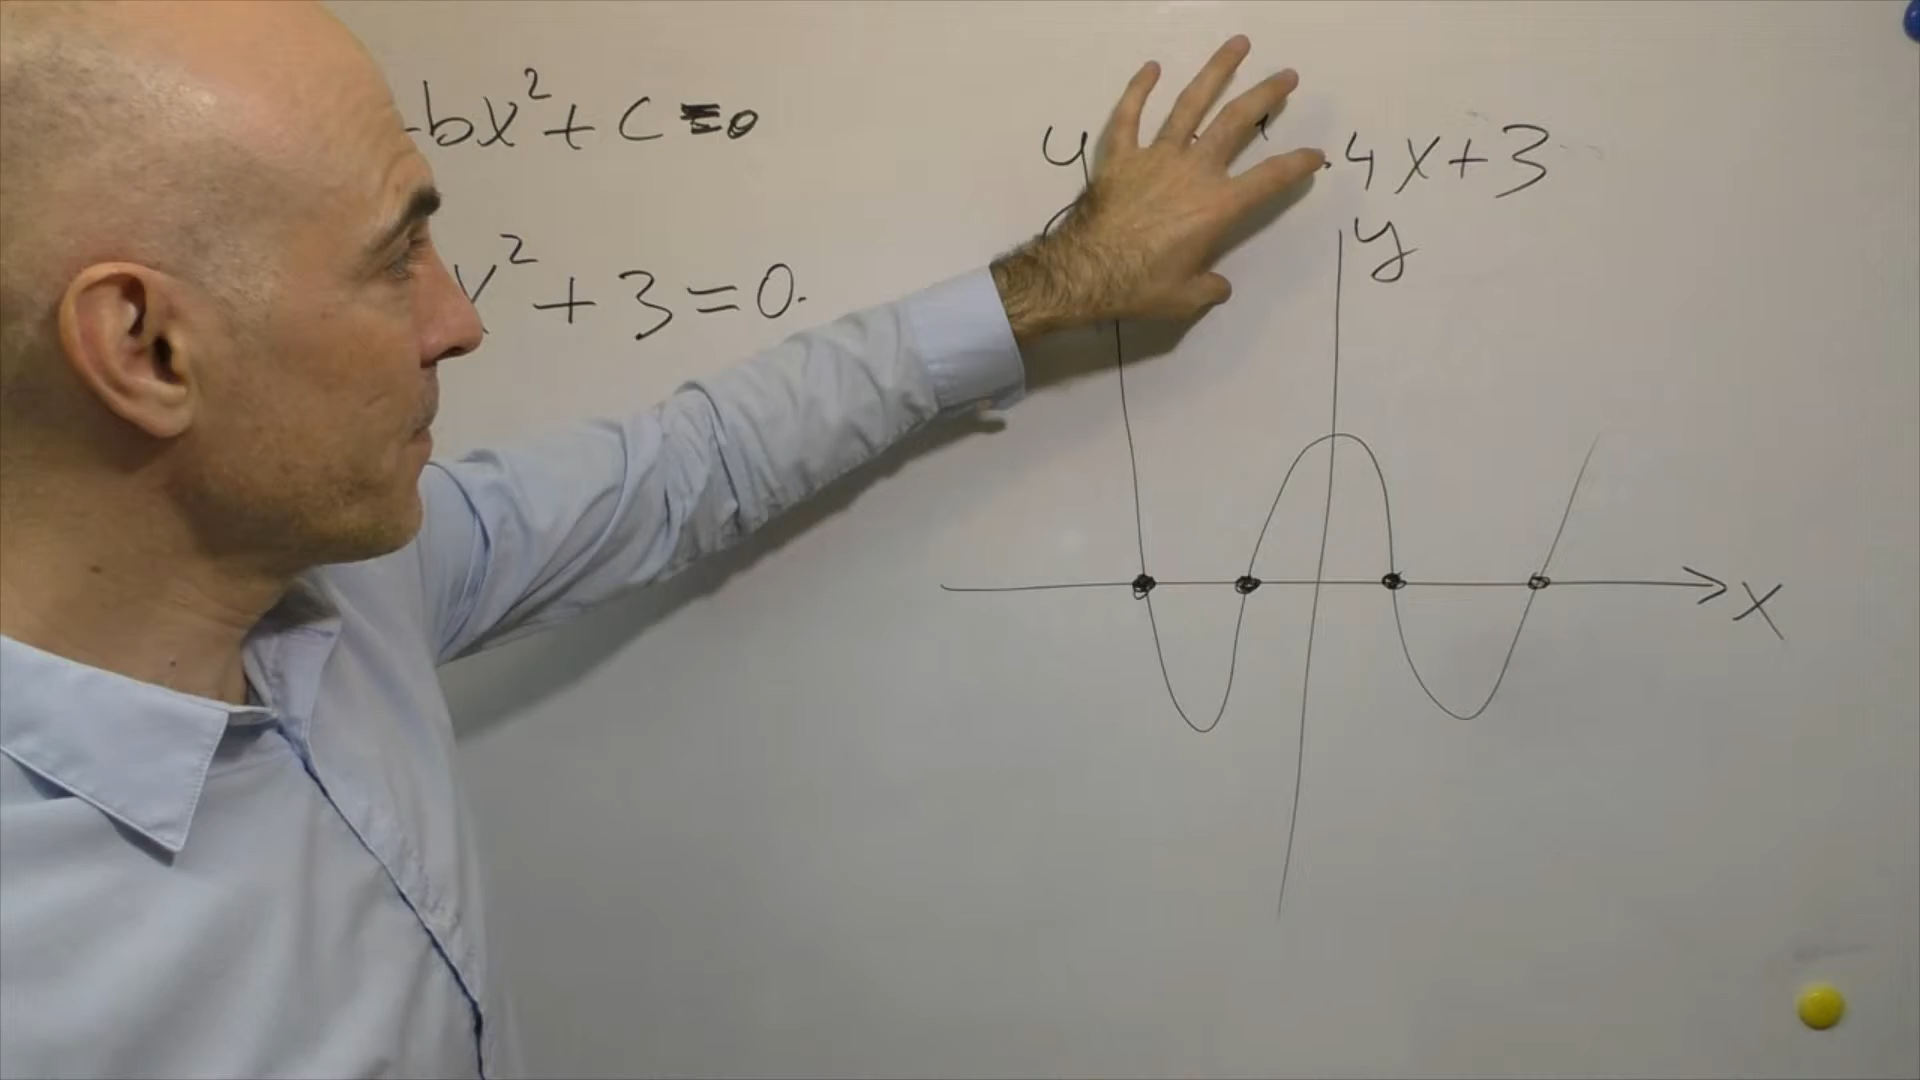 bx²+c=0
x²+3=0.
y 4x+3
y
x